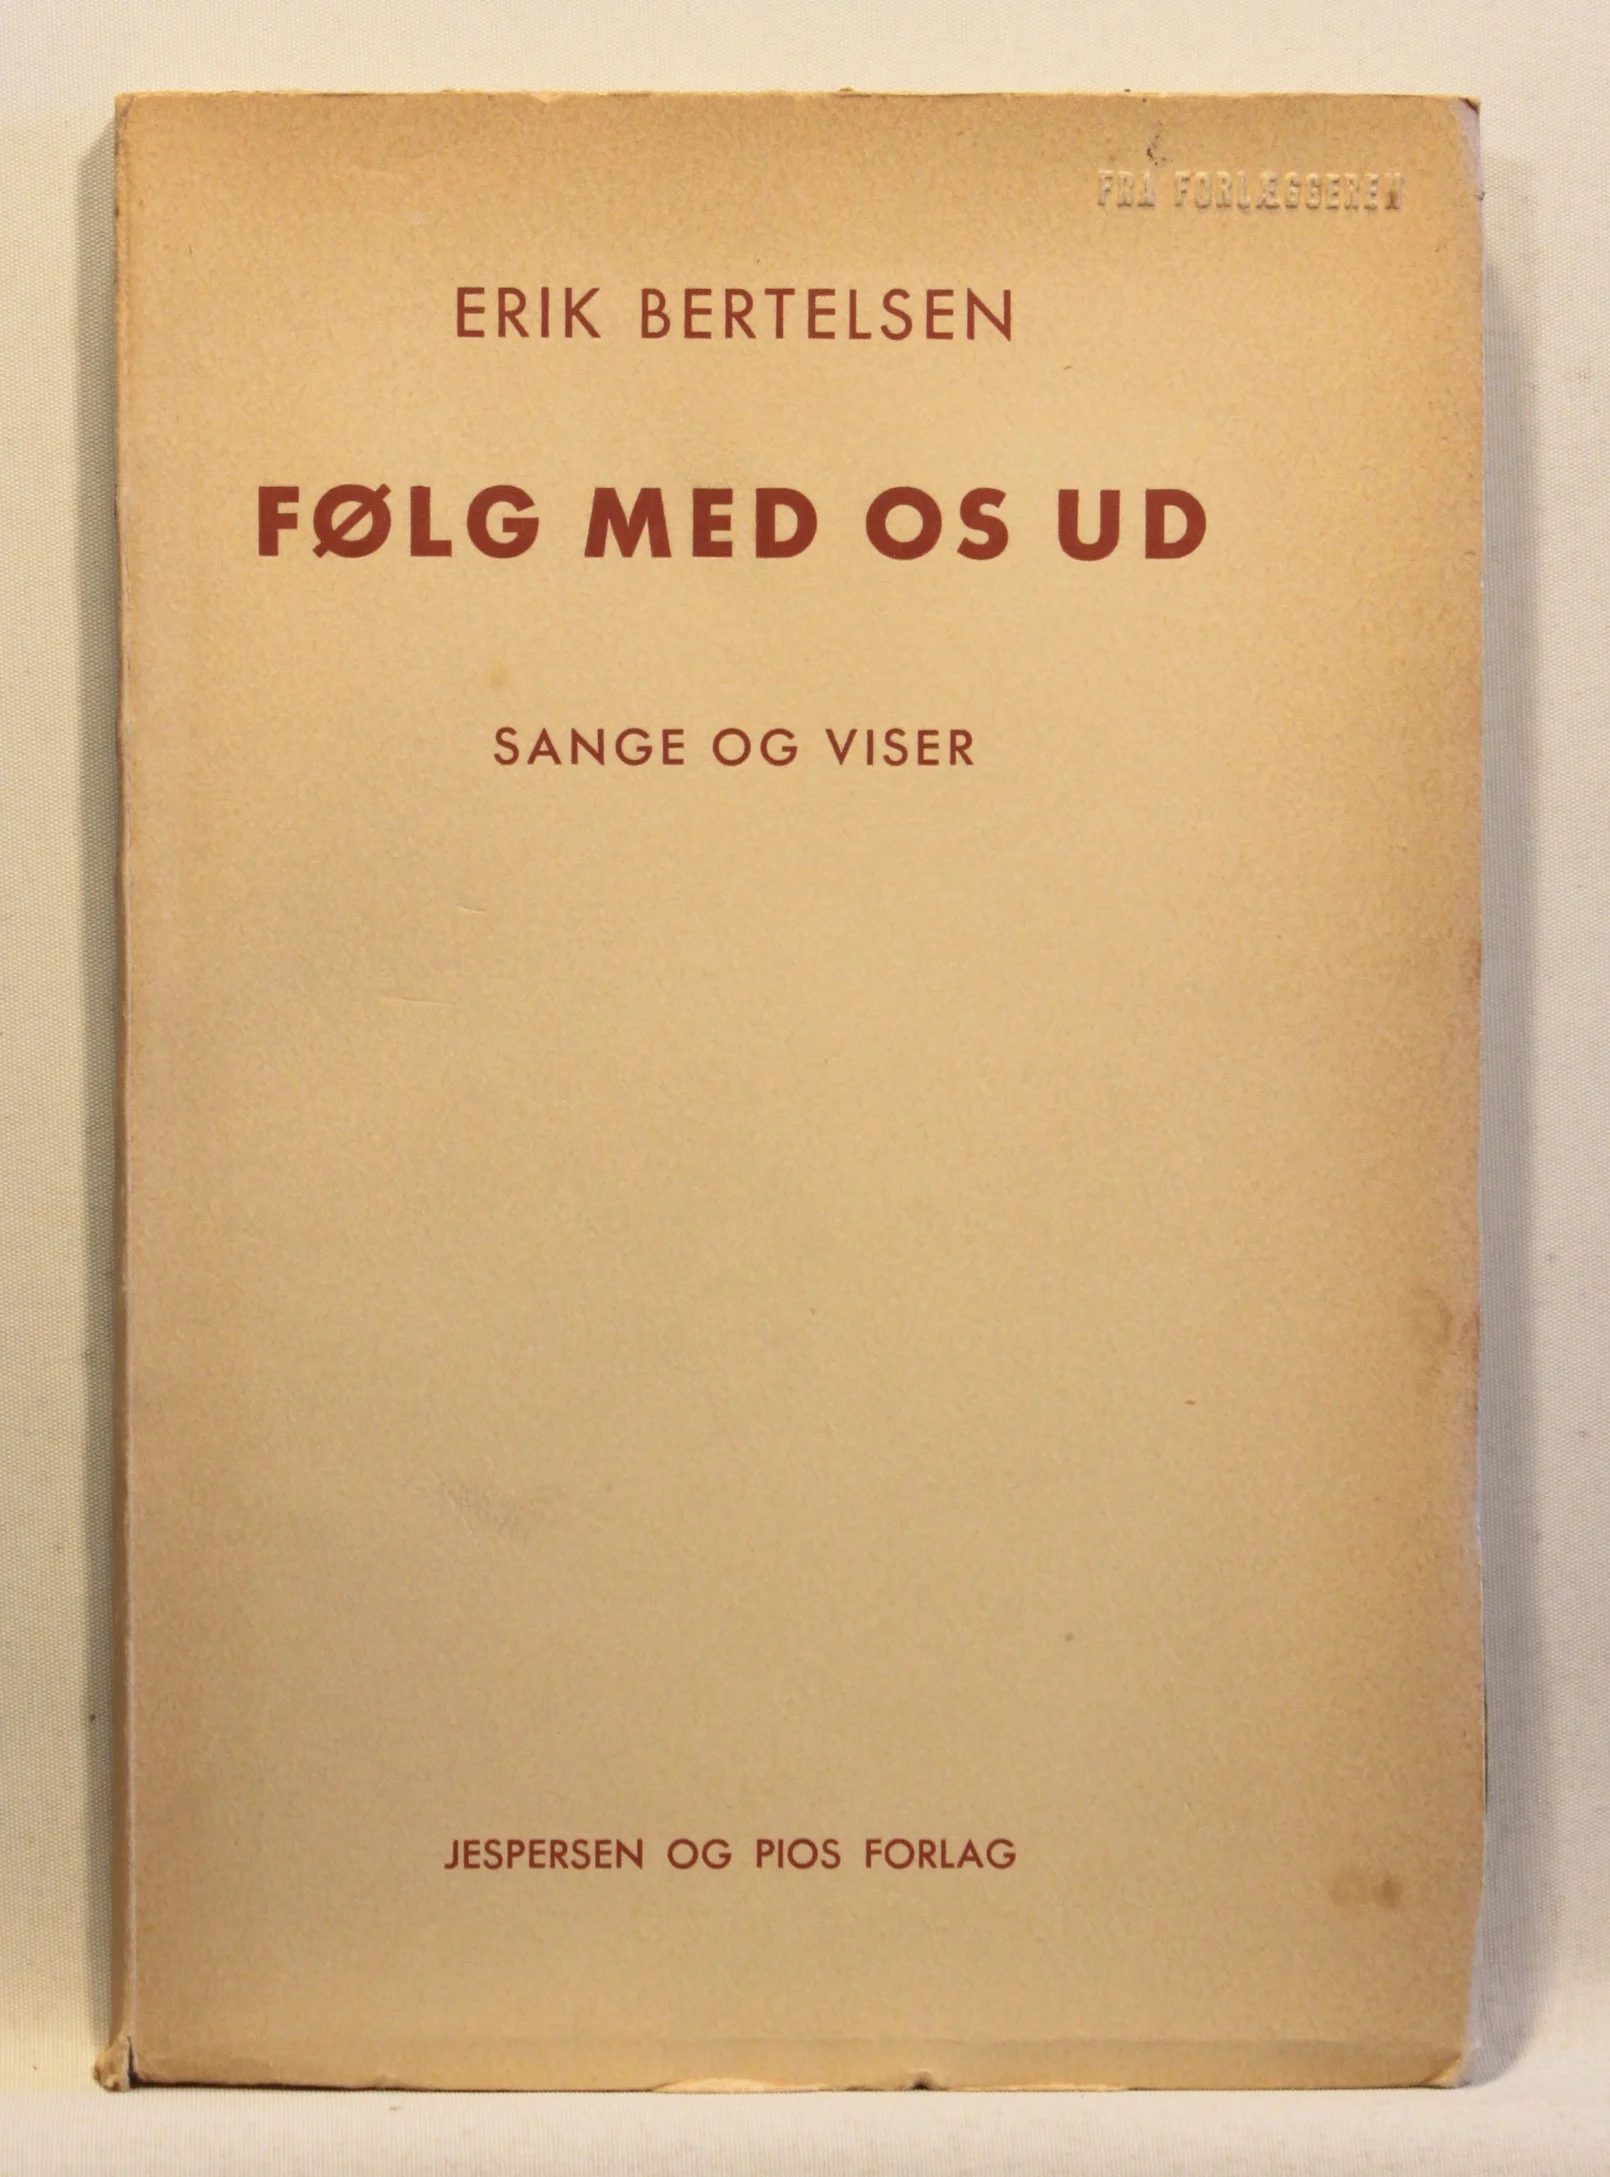 FRA FORLÆGGEREN
ERIK BERTELSEN
FØLG MED OS UD
SANGE OG VISER
JESPERSEN OG PIOS FORLAG